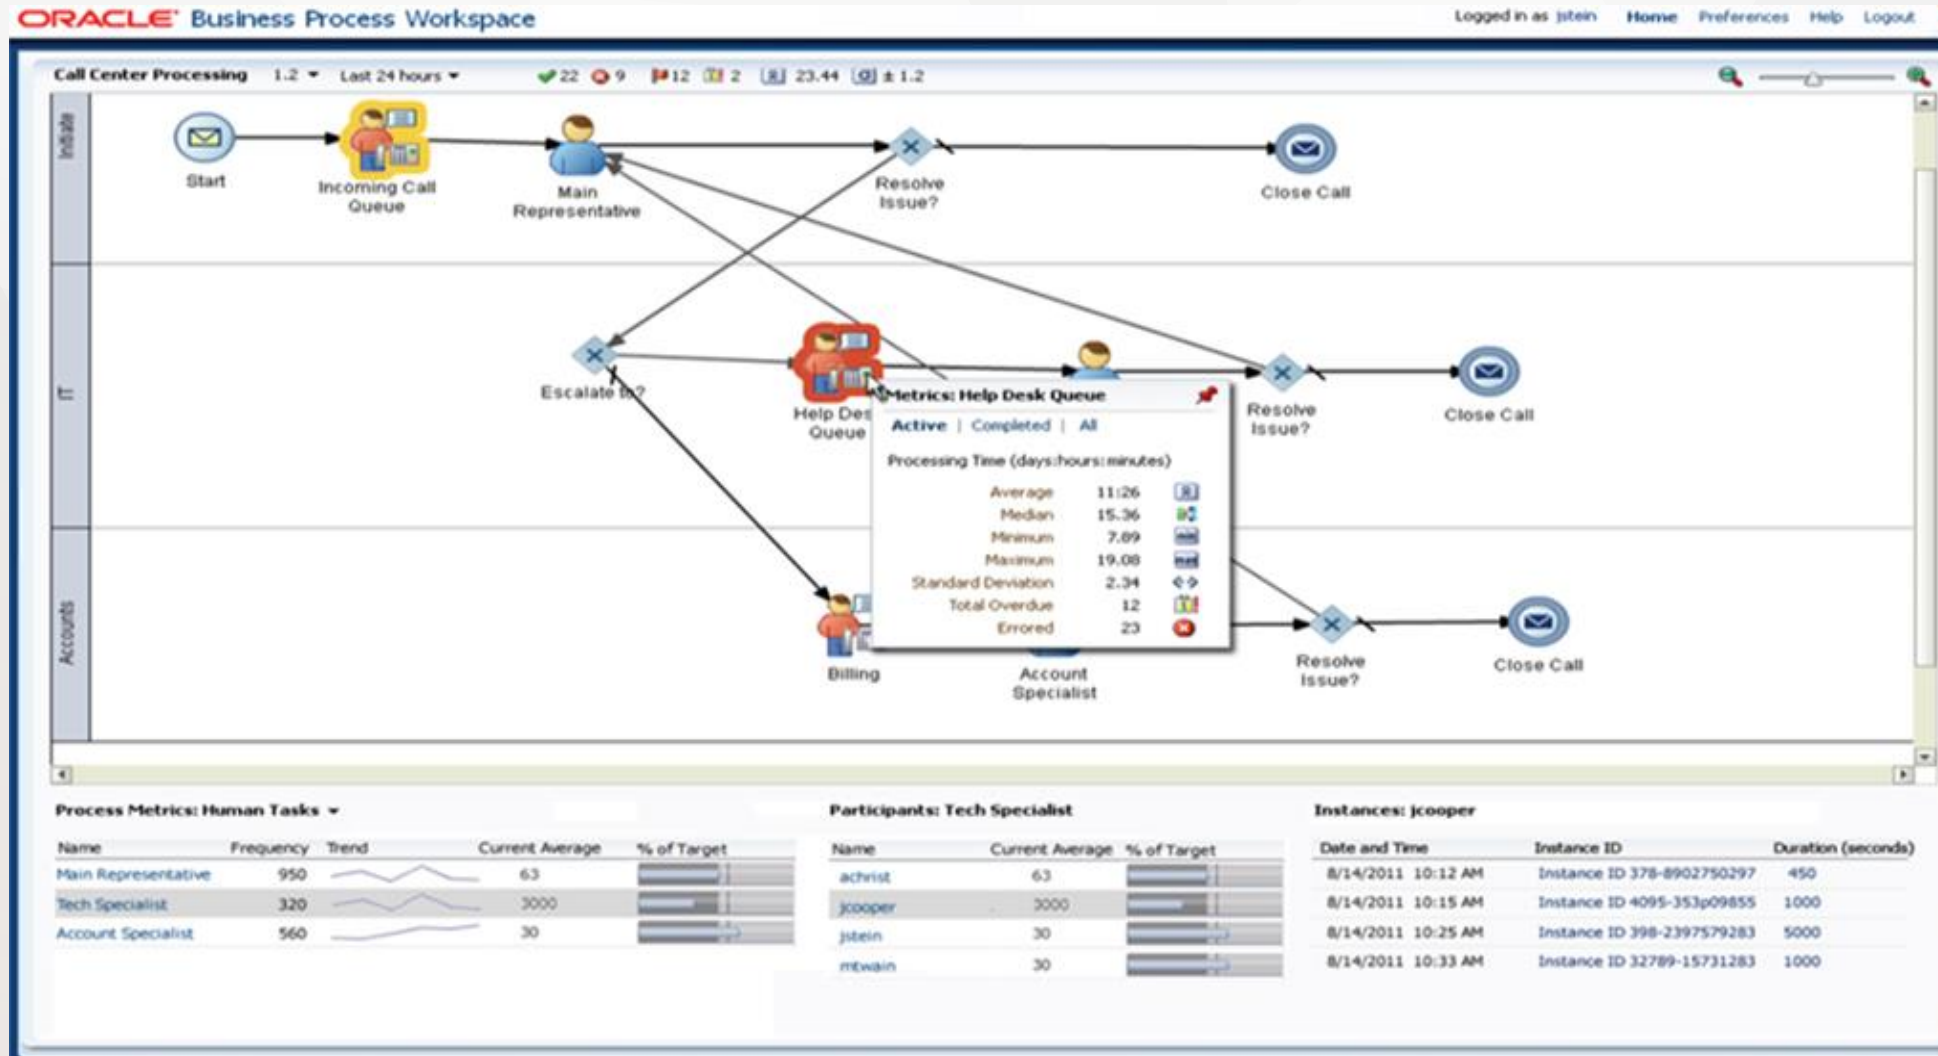 ORACLE Business Process Workspace
Logged in as jstein Home Preferences Help Logout
Call Center Processing 1.2 Last 24 hours 22 9 12 2 23.44 ± 1.2
Initiate
Start
Incoming Call
Queue
Main
Representative
Resolve
Issue?
Close Call
IT
Escalate to?
Help Des
Queue
Resolve
Issue?
Close Call
Metrics: Help Desk Queue
Active | Completed | All
Processing Time (days:hours:minutes)
Average 11:26
Median 15.36
Minimum 7.89
Maximum 19.08
Standard Deviation 2.34
Total Overdue 12
Errored 23
Accounts
Billing
Account
Specialist
Resolve
Issue?
Close Call
Process Metrics: Human Tasks
Name Frequency Trend Current Average % of Target
Main Representative 950 63
Tech Specialist 320 3000
Account Specialist 560 30
Participants: Tech Specialist
Name Current Average % of Target
achrist 63
jcooper 3000
jstein 30
mtwain 30
Instances: jcooper
Date and Time Instance ID Duration (seconds)
8/14/2011 10:12 AM Instance ID 378-8902750297 450
8/14/2011 10:15 AM Instance ID 4095-353p09855 1000
8/14/2011 10:25 AM Instance ID 398-2397579283 5000
8/14/2011 10:33 AM Instance ID 32789-15731283 1000